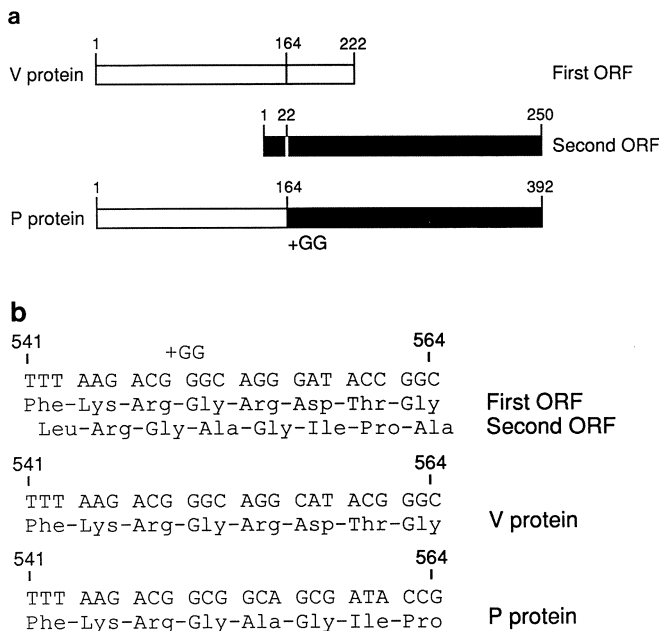 a
1 164 222
V protein First ORF
1 22 250
Second ORF
1 164 392
P protein
+GG
b
541 +GG 564
TTT AAG ACG GGC AGG GAT ACC GGC
Phe-Lys-Arg-Gly-Arg-Asp-Thr-Gly First ORF
Leu-Arg-Gly-Ala-Gly-Ile-Pro-Ala Second ORF
541 564
TTT AAG ACG GGC AGG CAT ACG GGC
Phe-Lys-Arg-Gly-Arg-Asp-Thr-Gly V protein
541 564
TTT AAG ACG GCG GCA GCG ATA CCG
Phe-Lys-Arg-Gly-Ala-Gly-Ile-Pro P protein